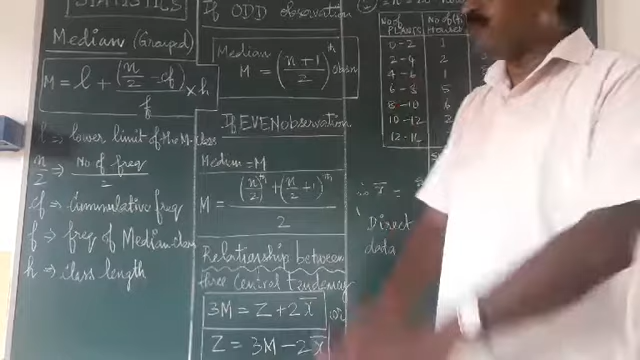 STATISTICS
Median (Grouped)
M = l + (n/2 - cf)/f × h
l ⇒ lower limit of the M. class
n/2 ⇒ No of freq/2
cf ⇒ cummulative freq
f ⇒ freq of Median class
h ⇒ class length
If ODD observation
Median
M = (n+1/2)th obsn
If EVEN observation
Median = M
M = (n/2)th + (n/2 + 1)th / 2
Relationship between
three Central tendency
3M = Z + 2x̄ or
Z = 3M - 2x̄
No of Plants No of Houses
0-2 1
2-4 2
4-6 1
6-8 5
8-10 6
10-12 2
12-14
∴ x̄ =
Direct
data